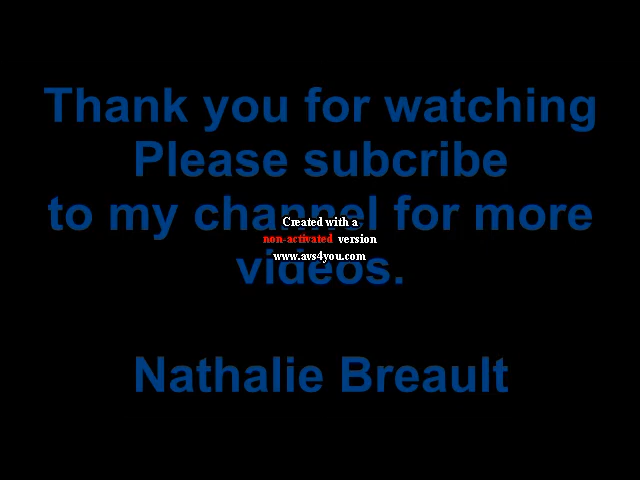 Thank you for watching
Please subcribe
to my channel for more
videos.
Created with a
non-activated version
www.avs4you.com
Nathalie Breault